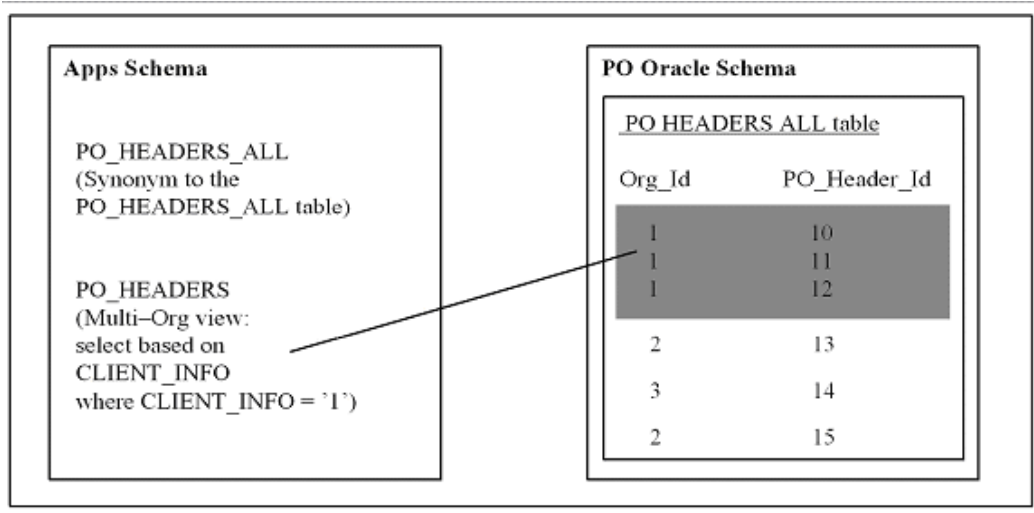 Apps Schema
PO_HEADERS_ALL
(Synonym to the
PO_HEADERS_ALL table)
PO_HEADERS
(Multi–Org view:
select based on
CLIENT_INFO
where CLIENT_INFO = ’1’)
PO Oracle Schema
PO HEADERS ALL table
Org_Id PO_Header_Id
1 10
1 11
1 12
2 13
3 14
2 15